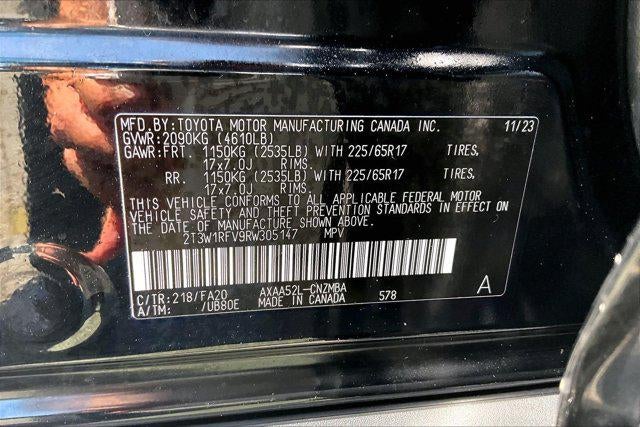 MFD.BY:TOYOTA MOTOR MANUFACTURING CANADA INC. 11/23
GVWR:2090KG (4610LB)
GAWR:FRT. 1150KG (2535LB) WITH 225/65R17 TIRES.
17x7.0J RIMS.
RR. 1150KG (2535LB) WITH 225/65R17 TIRES.
17x7.0J RIMS.
THIS VEHICLE CONFORMS TO ALL APPLICABLE FEDERAL MOTOR
VEHICLE SAFETY AND THEFT PREVENTION STANDARDS IN EFFECT ON
THE DATE OF MANUFACTURE SHOWN ABOVE.
2T3W1RFV9RW305147 MPV
C/TR:218/FA20 AXAA52L-CNZMBA 578 A
A/TM: /UB80E MADE IN CANADA